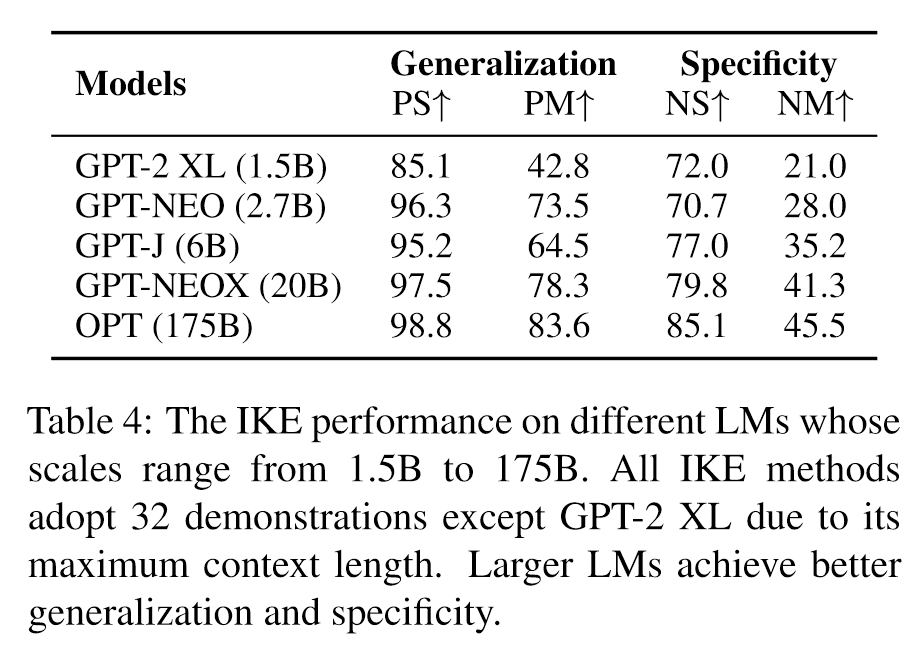 Models Generalization Specificity
PS↑ PM↑ NS↑ NM↑
GPT-2 XL (1.5B) 85.1 42.8 72.0 21.0
GPT-NEO (2.7B) 96.3 73.5 70.7 28.0
GPT-J (6B) 95.2 64.5 77.0 35.2
GPT-NEOX (20B) 97.5 78.3 79.8 41.3
OPT (175B) 98.8 83.6 85.1 45.5
Table 4: The IKE performance on different LMs whose
scales range from 1.5B to 175B. All IKE methods
adopt 32 demonstrations except GPT-2 XL due to its
maximum context length. Larger LMs achieve better
generalization and specificity.